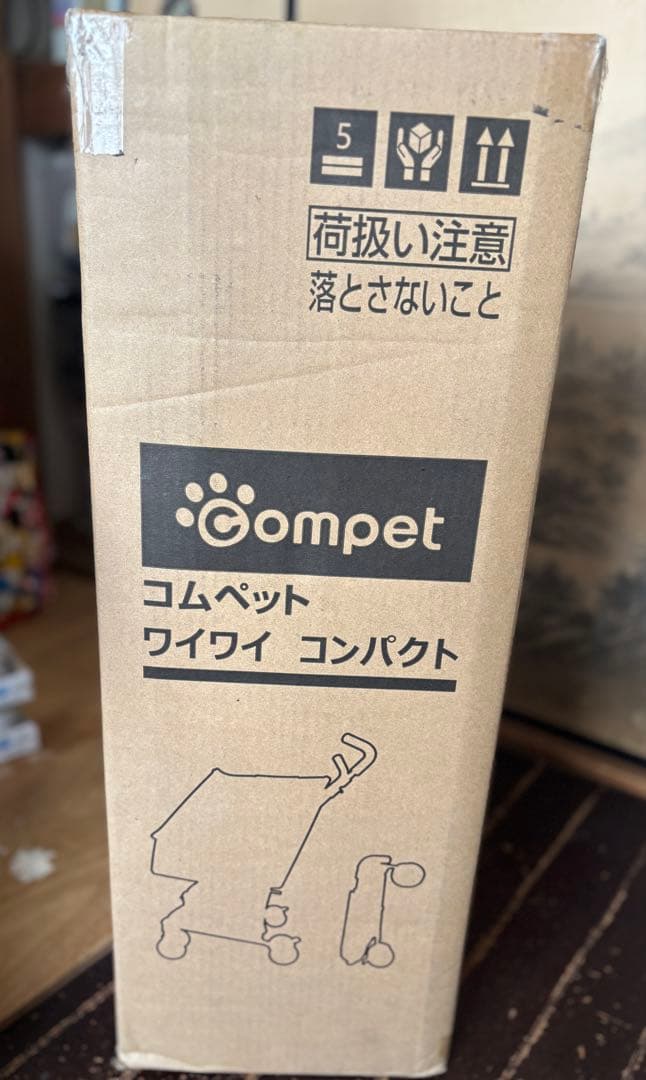 5
荷扱い注意
落とさないこと
compet
コムペット
ワイワイ コンパクト